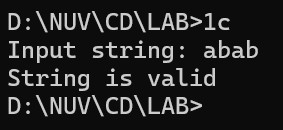 D:\NUV\CD\LAB>1c
Input string: abab
String is valid
D:\NUV\CD\LAB>